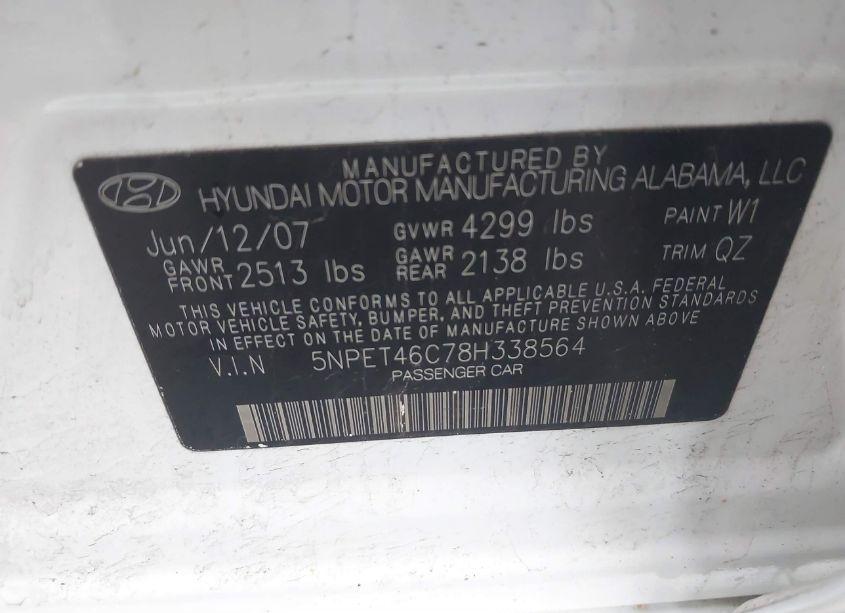 MANUFACTURED BY
HYUNDAI MOTOR MANUFACTURING ALABAMA, LLC
Jun/12/07 GVWR 4299 lbs PAINT W1
GAWR FRONT 2513 lbs GAWR REAR 2138 lbs TRIM QZ
THIS VEHICLE CONFORMS TO ALL APPLICABLE U.S.A. FEDERAL
MOTOR VEHICLE SAFETY, BUMPER, AND THEFT PREVENTION STANDARDS
IN EFFECT ON THE DATE OF MANUFACTURE SHOWN ABOVE
V.I.N 5NPET46C78H338564
PASSENGER CAR